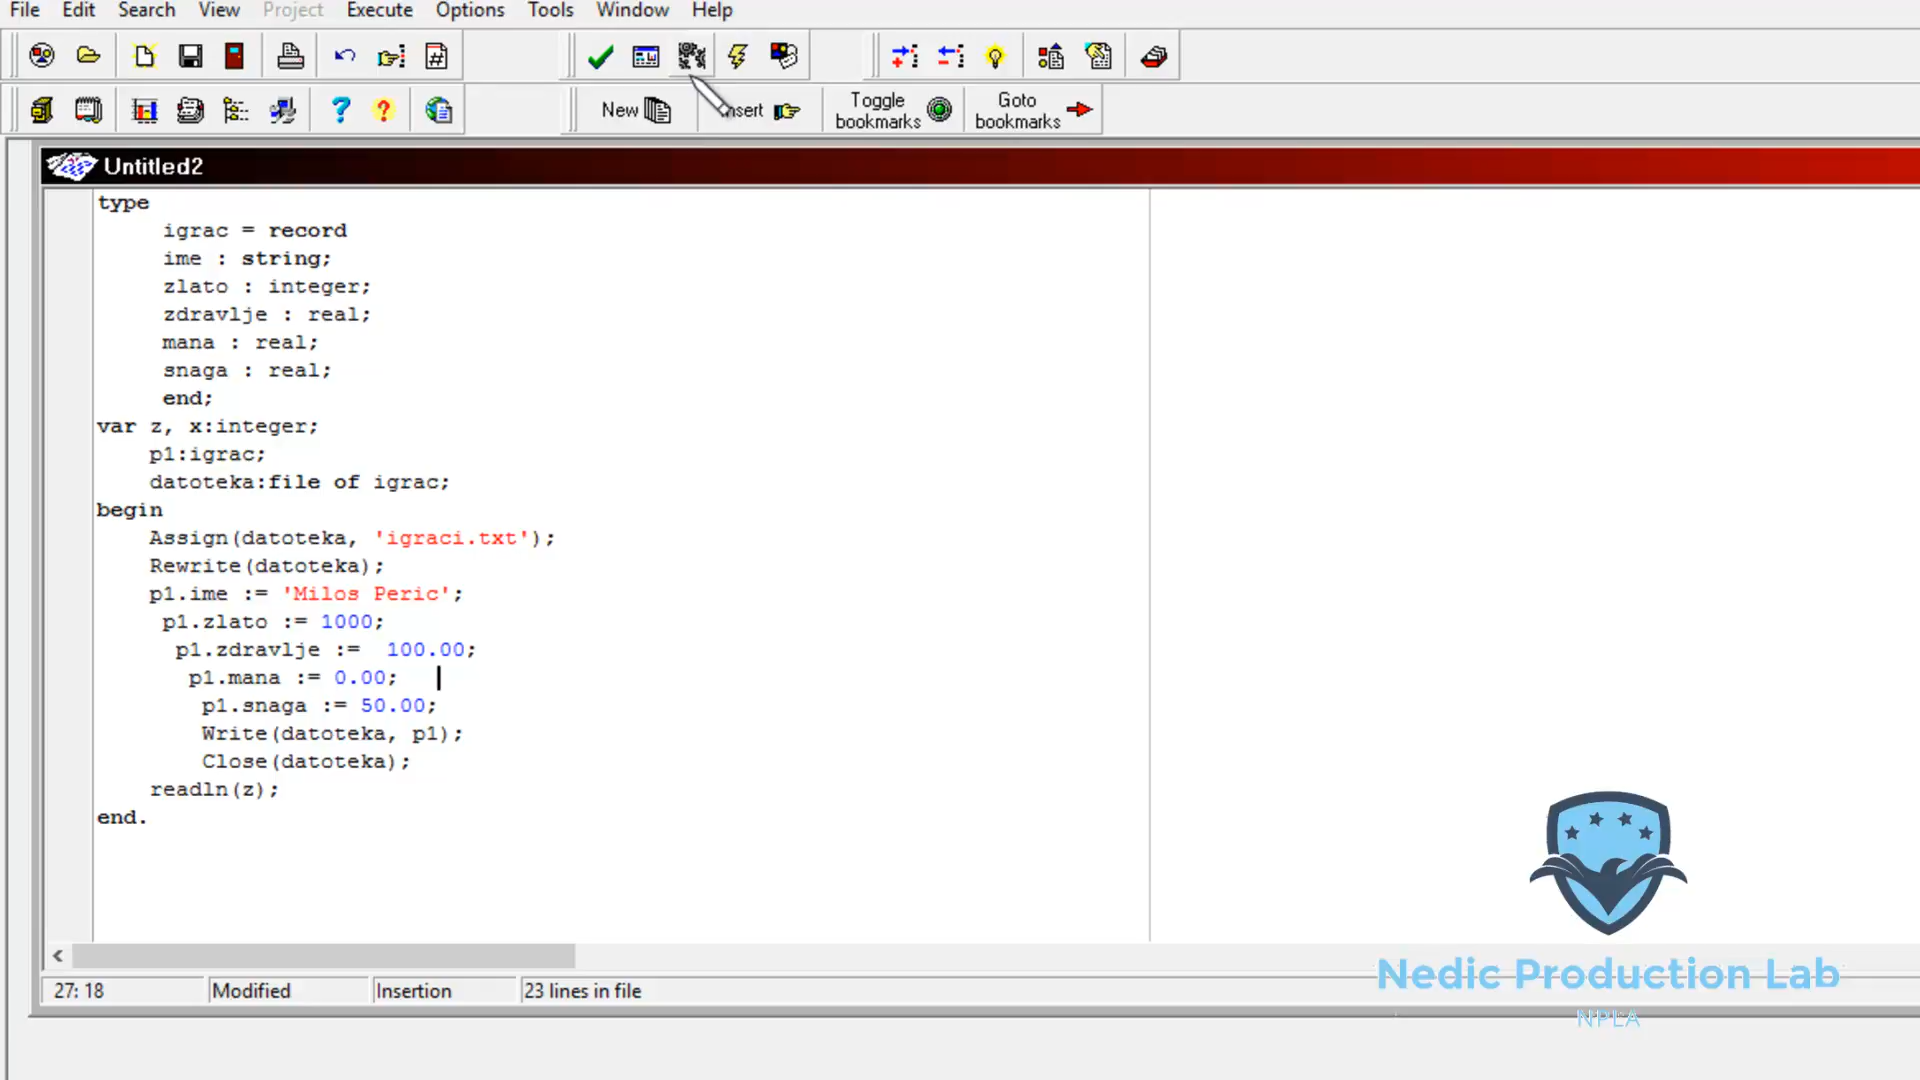 File Edit Search View Project Execute Options Tools Window Help
New Insert Toggle bookmarks Goto bookmarks
Untitled2
type
igrac = record
ime : string;
zlato : integer;
zdravlje : real;
mana : real;
snaga : real;
end;
var z, x:integer;
p1:igrac;
datoteka:file of igrac;
begin
Assign(datoteka, 'igraci.txt');
Rewrite(datoteka);
p1.ime := 'Milos Peric';
p1.zlato := 1000;
p1.zdravlje :=  100.00;
p1.mana := 0.00;
p1.snaga := 50.00;
Write(datoteka, p1);
Close(datoteka);
readln(z);
end.
27: 18 Modified Insertion 23 lines in file
Nedic Production Lab
NPLA